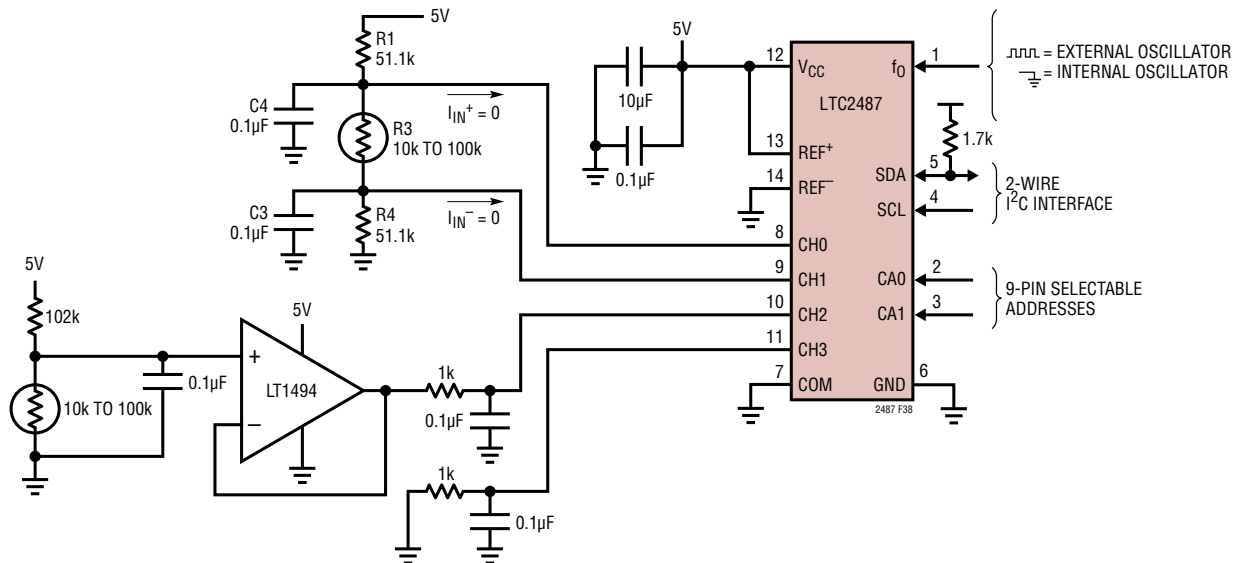 5V
R1
51.1k
C4
0.1µF
IIN+ = 0
R3
10k TO 100k
C3
0.1µF
R4
51.1k
IIN– = 0
5V
10µF
0.1µF
12
VCC
fO
1
LTC2487
13
REF+
14
REF–
SDA
5
SCL
4
8
CH0
9
CH1
CA0
2
10
CH2
CA1
3
11
CH3
7
COM
GND
6
2487 F38
= EXTERNAL OSCILLATOR
= INTERNAL OSCILLATOR
1.7k
2-WIRE
I2C INTERFACE
9-PIN SELECTABLE
ADDRESSES
5V
102k
10k TO 100k
0.1µF
5V
+
LT1494
–
1k
0.1µF
1k
0.1µF